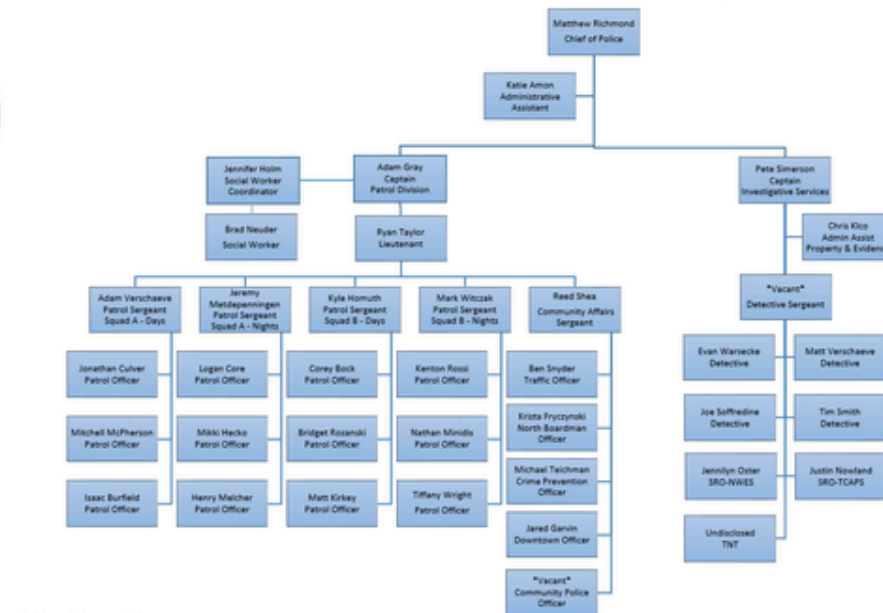 Matthew Richmond
Chief of Police
Katie Amon
Administrative
Assistant
Jennifer Holm
Social Worker
Coordinator
Adam Gray
Captain
Patrol Division
Pete Simerson
Captain
Investigative Services
Brad Neuder
Social Worker
Ryan Taylor
Lieutenant
Chris Kico
Admin Assist
Property & Evidenc
Adam Verschaeve
Patrol Sergeant
Squad A - Days
Jeremy
Metdepenningen
Patrol Sergeant
Squad A - Nights
Kyle Homuth
Patrol Sergeant
Squad B - Days
Mark Witczak
Patrol Sergeant
Squad B - Nights
Reed Shea
Community Affairs
Sergeant
"Vacant"
Detective Sergeant
Jonathan Culver
Patrol Officer
Logan Core
Patrol Officer
Corey Bock
Patrol Officer
Kenton Rossi
Patrol Officer
Ben Snyder
Traffic Officer
Evan Warsecke
Detective
Matt Verschaeve
Detective
Mitchell McPherson
Patrol Officer
Mikki Hecko
Patrol Officer
Bridget Rozanski
Patrol Officer
Nathan Minidis
Patrol Officer
Krista Fryczynski
North Boardman
Officer
Joe Soffredine
Detective
Tim Smith
Detective
Michael Teichman
Crime Prevention
Officer
Isaac Burfield
Patrol Officer
Henry Melcher
Patrol Officer
Matt Kirkey
Patrol Officer
Tiffany Wright
Patrol Officer
Jennilyn Oster
SRO-NWES
Justin Nowland
SRO-TCAPS
Jared Garvin
Downtown Officer
Undisclosed
TNT
"Vacant"
Community Police
Officer